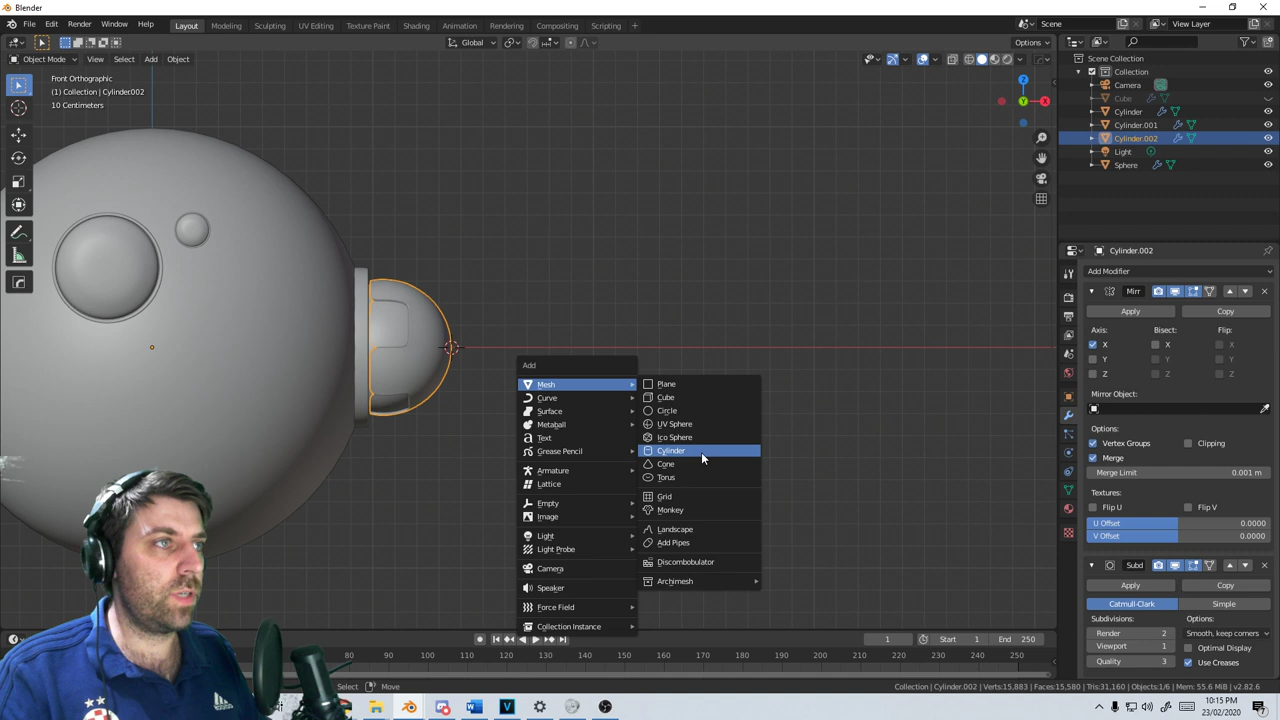 Blender
File Edit Render Window Help Layout Modeling Sculpting UV Editing Texture Paint Shading Animation Rendering Compositing Scripting + Scene View Layer
Global Options
Object Mode View Select Add Object
Front Orthographic
(1) Collection | Cylinder002
10 Centimeters
Z
Y
X
Scene Collection
Collection
Camera
Cube
Cylinder
Cylinder.001
Cylinder.002
Light
Sphere
Cylinder.002
Add Modifier
Mirr
Apply Copy
Axis: Bisect: Flip:
X X X
Y Y Y
Z Z Z
Mirror Object:
Options:
Vertex Groups Clipping
Merge
Merge Limit 0.001 m
Textures:
Flip U Flip V
U Offset 0.0000
V Offset 0.0000
Subd
Apply Copy
Catmull-Clark Simple
Subdivisions: Options:
Render 2 Smooth, keep corners
Viewport 1 Optimal Display
Quality 3 Use Creases
Add
Mesh
Curve
Surface
Metaball
Text
Grease Pencil
Armature
Lattice
Empty
Image
Light
Light Probe
Camera
Speaker
Force Field
Collection Instance
Plane
Cube
Circle
UV Sphere
Ico Sphere
Cylinder
Cone
Torus
Grid
Monkey
Landscape
Add Pipes
Discombobulator
Archimesh
1 Start 1 End 250
80 90 100 110 120 130 140 150 160 170 180 190 200 210 220 230 240 250
Select Move
Collection | Cylinder.002 | Verts:15,883 | Faces:15,580 | Tris:31,160 | Objects:1/6 | Mem: 55.6 MiB | v2.82.6
10:15 PM
23/02/2020